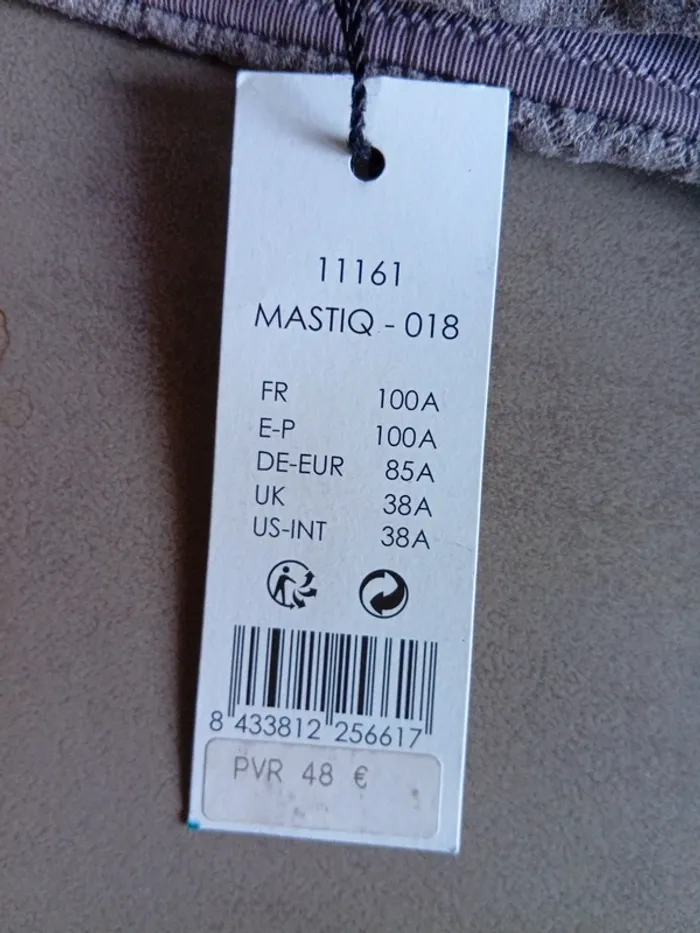 11161
MASTIQ - 018
FR 100A
E-P 100A
DE-EUR 85A
UK 38A
US-INT 38A
8 433812 256617
PVR 48 €